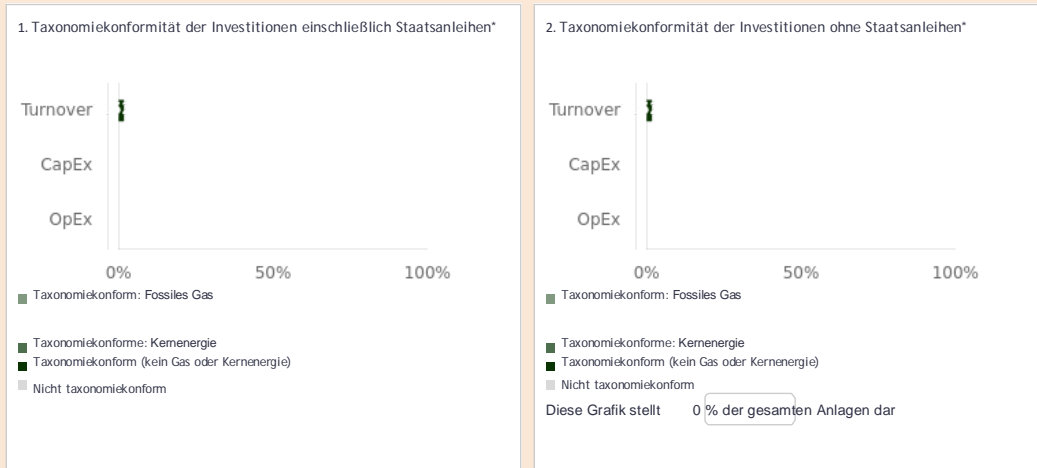 1. Taxonomiekonformität der Investitionen einschließlich Staatsanleihen*
Turnover
CapEx
OpEx
0% 50% 100%
Taxonomiekonform: Fossiles Gas
Taxonomiekonforme: Kernenergie
Taxonomiekonform (kein Gas oder Kernenergie)
Nicht taxonomiekonform
2. Taxonomiekonformität der Investitionen ohne Staatsanleihen*
Turnover
CapEx
OpEx
0% 50% 100%
Taxonomiekonform: Fossiles Gas
Taxonomiekonforme: Kernenergie
Taxonomiekonform (kein Gas oder Kernenergie)
Nicht taxonomiekonform
Diese Grafik stellt 0 % der gesamten Anlagen dar